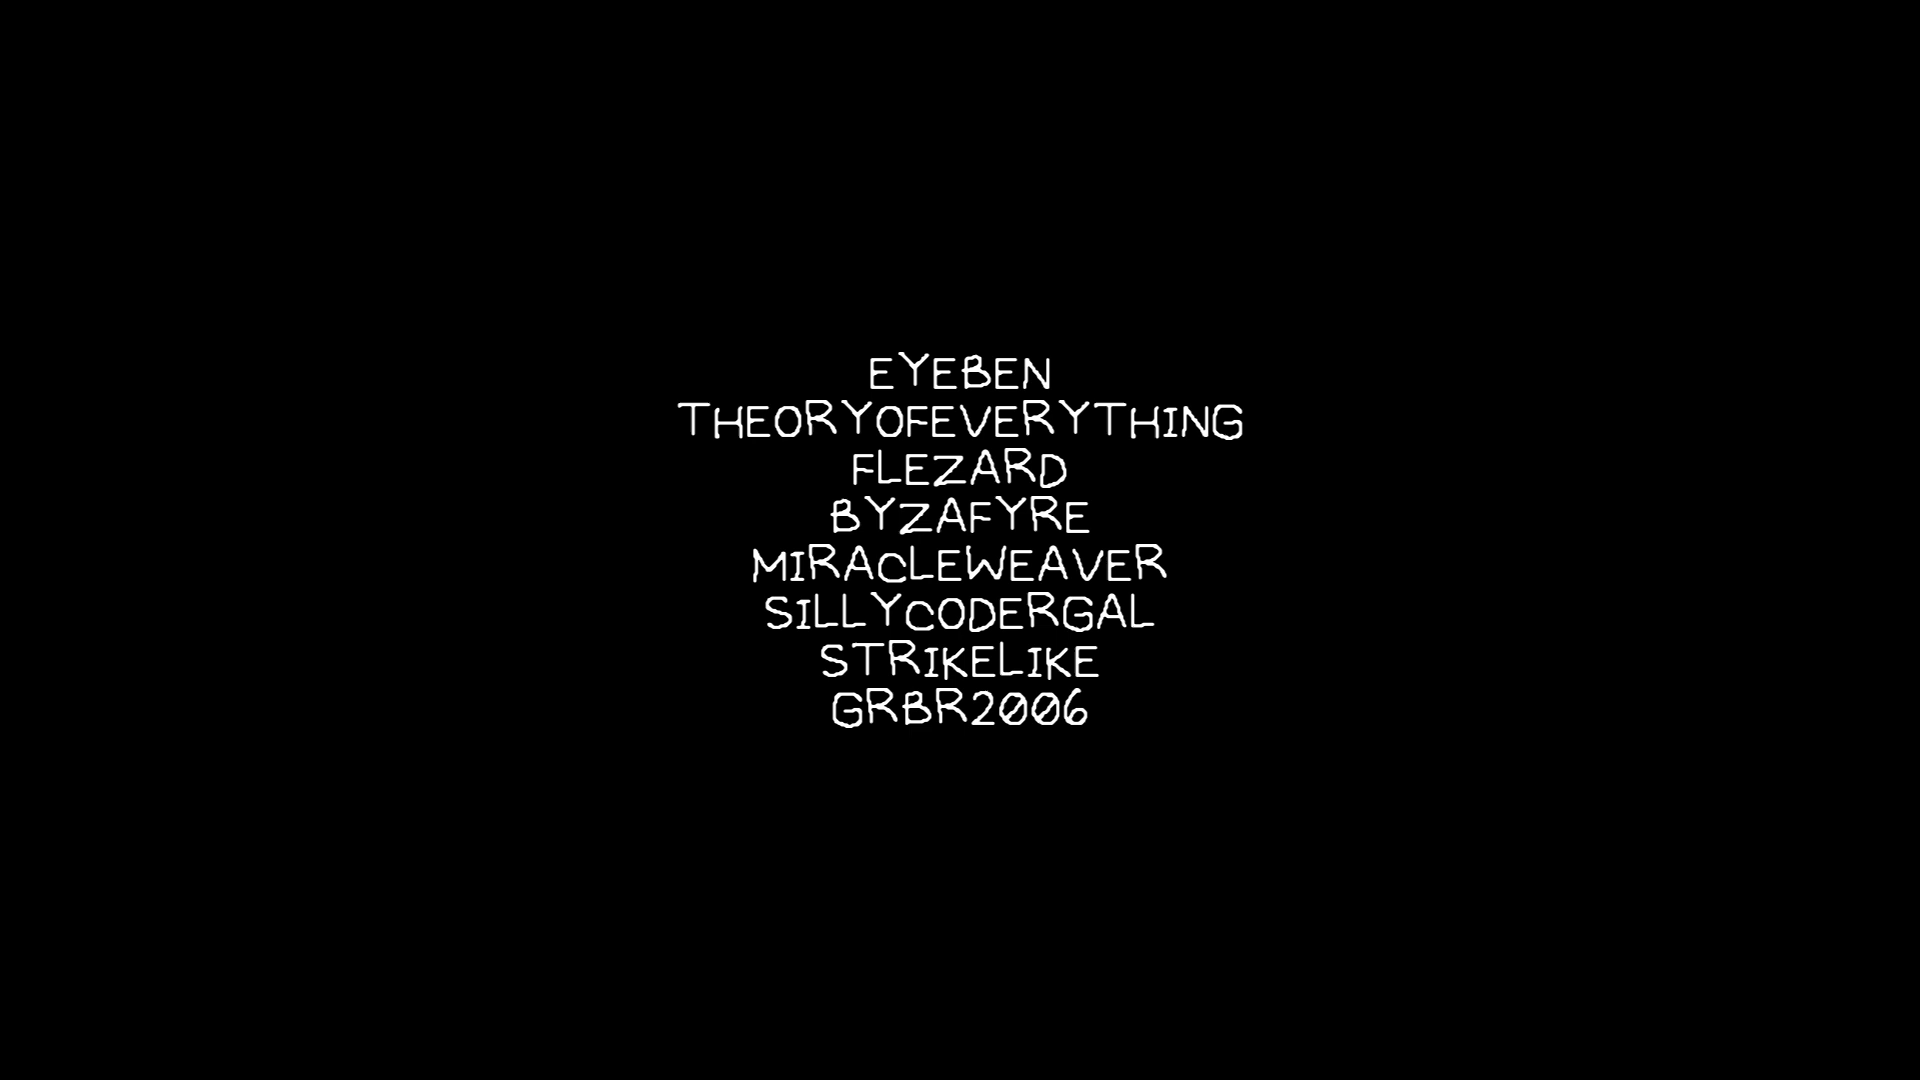 EYEBEN
THEORYOFEVERYTHING
FLEZARD
BYZAFYRE
MIRACLEWEAVER
SILLYCODERGAL
STRIKELIKE
GRBR2006